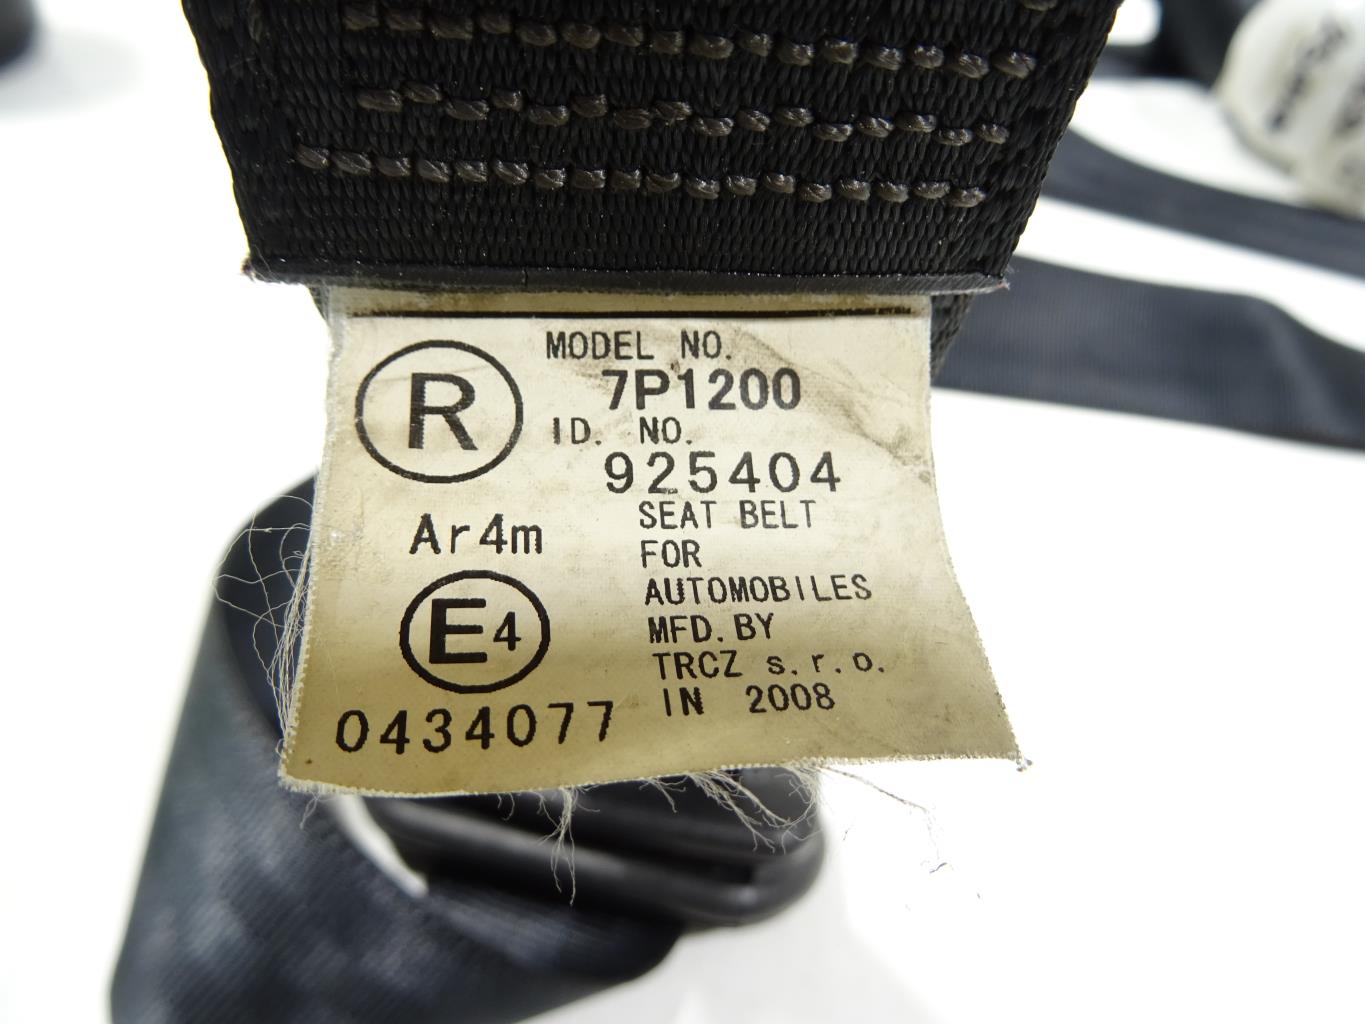 R
MODEL NO.
7P1200
ID. NO.
925404
Ar4m
E4
0434077
SEAT BELT
FOR
AUTOMOBILES
MFD. BY
TRCZ s.r.o.
IN 2008